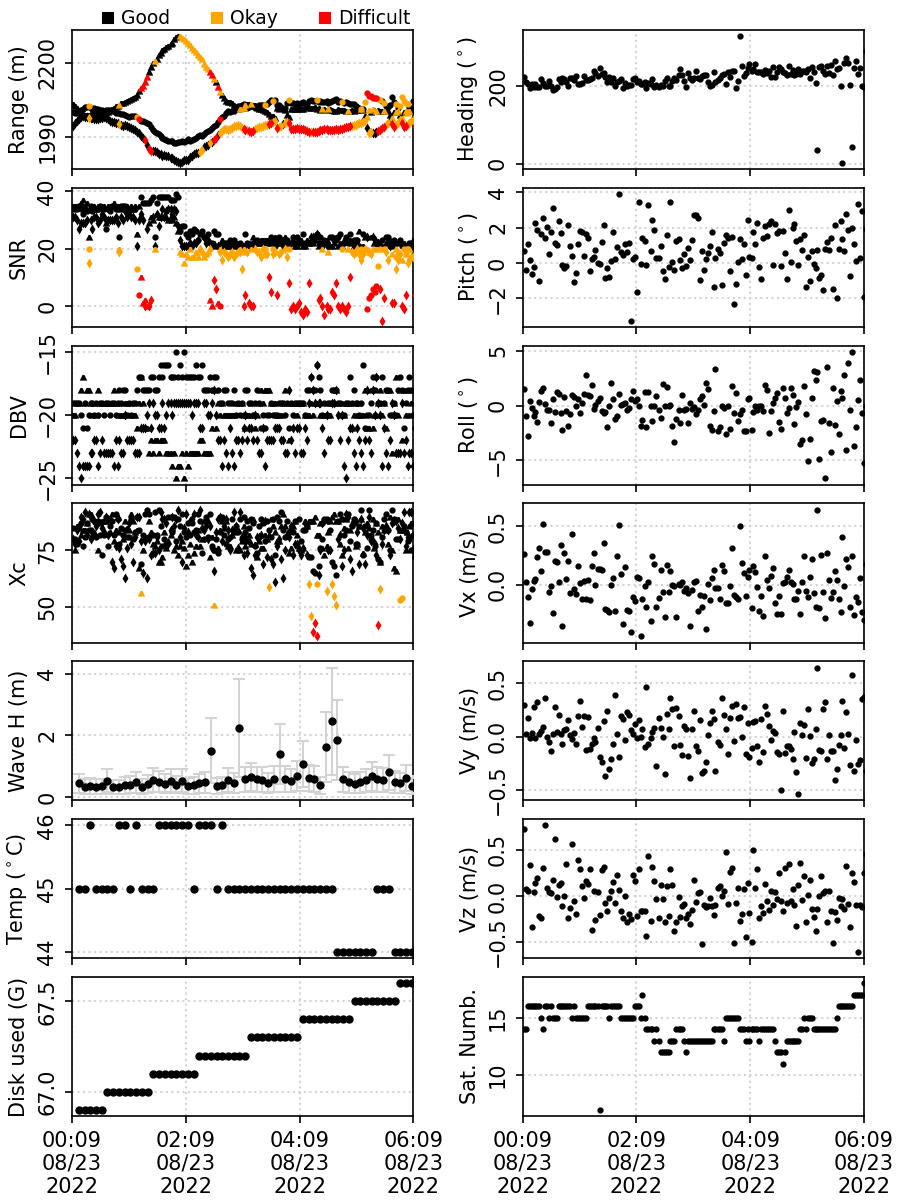 Good Okay Difficult
Range (m)
2200
1990
Heading (°)
200
0
SNR
40
20
0
Pitch (°)
4
2
0
−2
DBV
−15
−20
−25
Roll (°)
5
0
−5
Xc
75
50
Vx (m/s)
0.5
0.0
Wave H (m)
4
2
0
Vy (m/s)
0.5
0.0
−0.5
Temp (°C)
46
45
44
Vz (m/s)
0.5
0.0
−0.5
Disk used (G)
67.5
67.0
Sat. Numb.
15
10
00:09 02:09 04:09 06:09 00:09 02:09 04:09 06:09
08/23 08/23 08/23 08/23 08/23 08/23 08/23 08/23
2022 2022 2022 2022 2022 2022 2022 2022